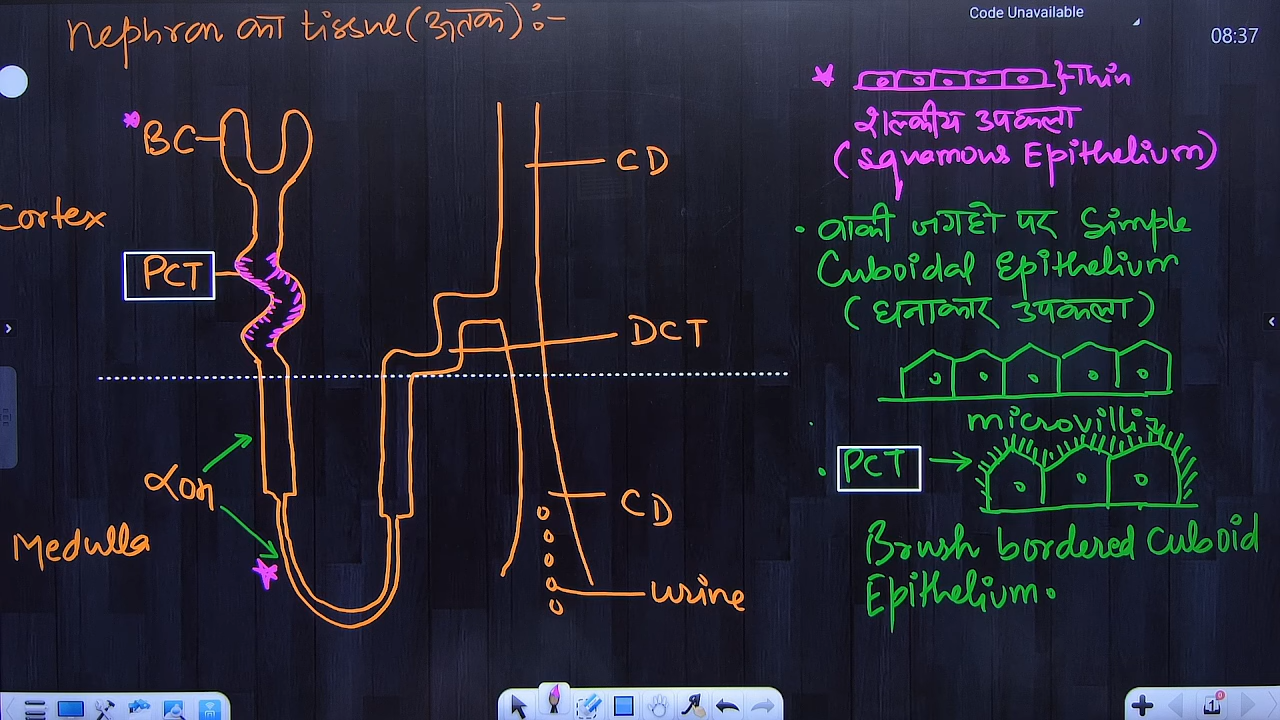 Nephron का tissue (ऊतक) :-
Code Unavailable
08:37
BC
Cortex
PCT
CD
DCT
LOH
Medulla
CD
urine
Thin
शल्कीय उपकला
(Squamous Epithelium)
• बाकी जगहो पर Simple
Cuboidal Epithelium
(घनाकार उपकला)
microvilli
• PCT →
Brush bordered Cuboid
Epithelium.